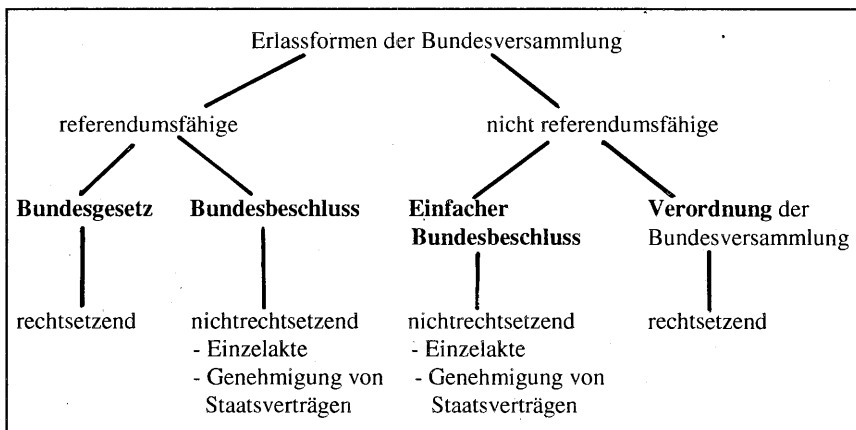 Erlassformen der Bundesversammlung
referendumsfähige
nicht referendumsfähige
Bundesgesetz
Bundesbeschluss
Einfacher
Bundesbeschluss
Verordnung der
Bundesversammlung
rechtsetzend
nichtrechtsetzend
- Einzelakte
- Genehmigung von
Staatsverträgen
nichtrechtsetzend
- Einzelakte
- Genehmigung von
Staatsverträgen
rechtsetzend